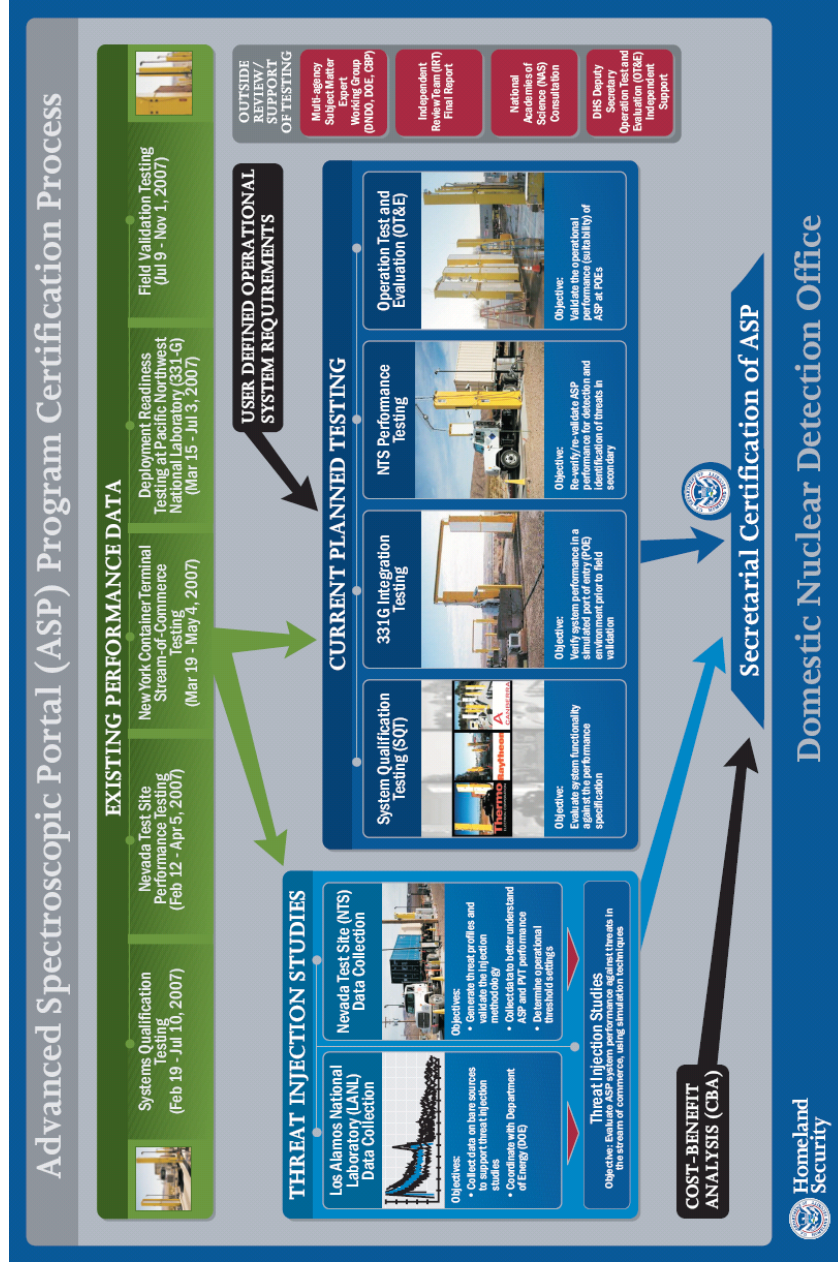 Advanced Spectroscopic Portal (ASP) Program Certification Process
EXISTING PERFORMANCE DATA
Systems Qualification
Testing
(Feb 19 - Jul 10, 2007)
Nevada Test Site
Performance Testing
(Feb 12 - Apr 5, 2007)
New York Container Terminal
Stream-of-Commerce
Testing
(Mar 19 - May 4, 2007)
Deployment Readiness
Testing at Pacific Northwest
National Laboratory (331-G)
(Mar 15 - Jul 3, 2007)
Field Validation Testing
(Jul 9 - Nov 1, 2007)
THREAT INJECTION STUDIES
Los Alamos National
Laboratory (LANL)
Data Collection
Objectives:
• Collect data on bare sources
to support threat injection
studies
• Coordinate with Department
of Energy (DOE)
Nevada Test Site (NTS)
Data Collection
Objectives:
• Generate threat profiles and
validate the injection
methodology
• Collect data to better understand
ASP and PVT performance
• Determine operational
threshold settings
Threat Injection Studies
Objective: Evaluate ASP system performance against threats in
the stream of commerce, using simulation techniques
USER DEFINED OPERATIONAL
SYSTEM REQUIREMENTS
CURRENT PLANNED TESTING
System Qualification
Testing (SQT)
Thermo
Raytheon
CANBERRA
Objective:
Evaluate system functionality
against the performance
specification
331G Integration
Testing
Objective:
Verify system performance in a
simulated port of entry (POE)
environment prior to field
validation
NTS Performance
Testing
Objective:
Re-verify/re-validate ASP
performance for detection and
identification of threats in
secondary
Operation Test and
Evaluation (OT&E)
Objective:
Validate the operational
performance (suitability) of
ASP at POEs
OUTSIDE
REVIEW/
SUPPORT
OF TESTING
Multi-agency
Subject Matter
Expert
Working Group
(DNDO, DOE, CBP)
Independent
Review Team (IRT)
Final Report
National
Academies of
Science (NAS)
Consultation
DHS Deputy
Secretary
Operation Test and
Evaluation (OT&E)
Independent
Support
COST-BENEFIT
ANALYSIS (CBA)
Secretarial Certification of ASP
Homeland
Security
Domestic Nuclear Detection Office